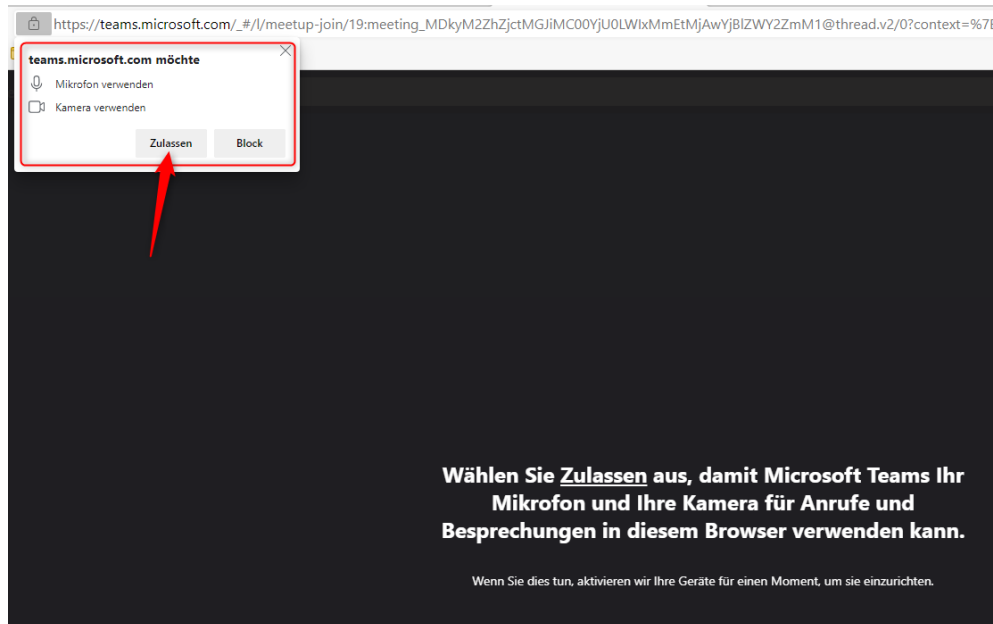 https://teams.microsoft.com/_#/l/meetup-join/19:meeting_MDkyM2ZhZjctMGJiMC00YjU0LWIxMmEtMjAwYjBlZWY2ZmM1@thread.v2/0?context=%7
teams.microsoft.com möchte
Mikrofon verwenden
Kamera verwenden
Zulassen Block
Wählen Sie Zulassen aus, damit Microsoft Teams Ihr
Mikrofon und Ihre Kamera für Anrufe und
Besprechungen in diesem Browser verwenden kann.
Wenn Sie dies tun, aktivieren wir Ihre Geräte für einen Moment, um sie einzurichten.